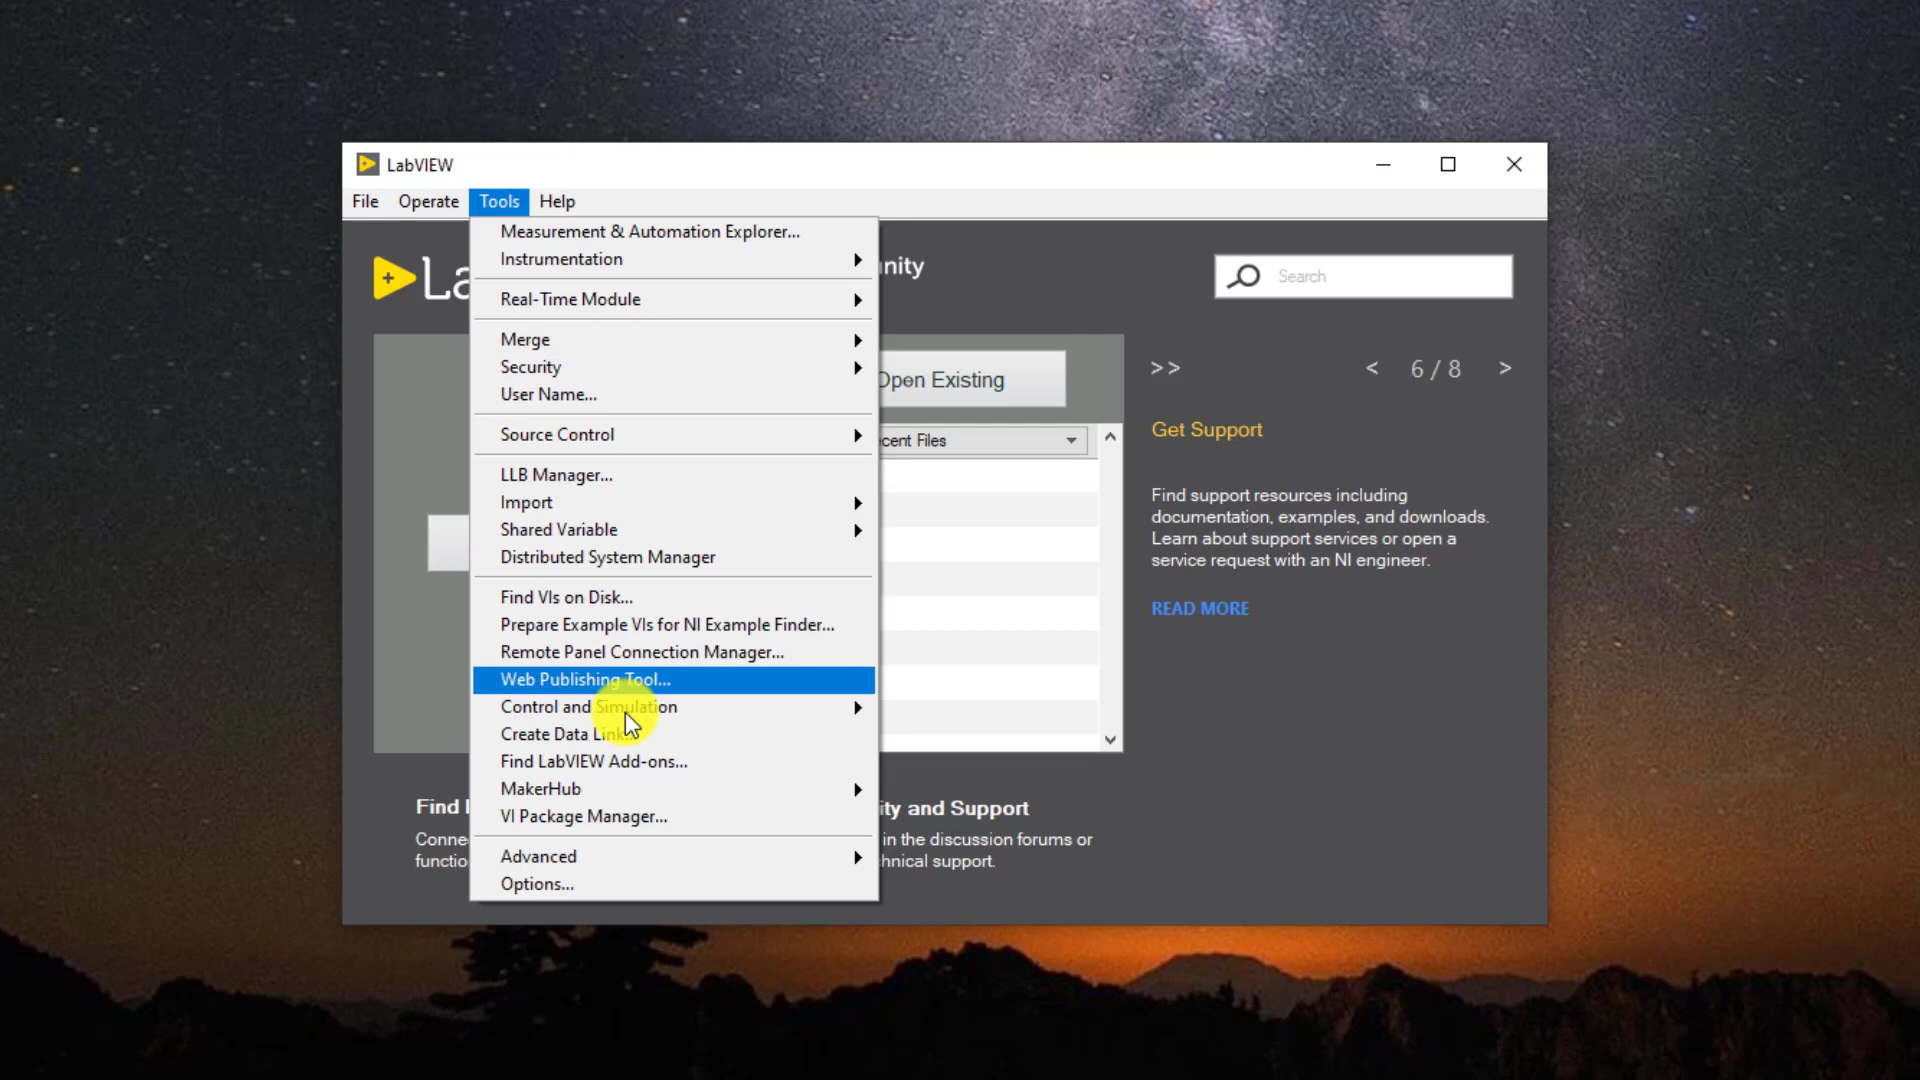 LabVIEW
File Operate Tools Help
Measurement & Automation Explorer...
Instrumentation
Real-Time Module
Merge
Security
User Name...
Source Control
LLB Manager...
Import
Shared Variable
Distributed System Manager
Find VIs on Disk...
Prepare Example VIs for NI Example Finder...
Remote Panel Connection Manager...
Web Publishing Tool...
Control and Simulation
Create Data Link...
Find LabVIEW Add-ons...
MakerHub
VI Package Manager...
Advanced
Options...
La
nity
Search
Open Existing
cent Files
>> < 6 / 8 >
Get Support
Find support resources including
documentation, examples, and downloads.
Learn about support services or open a
service request with an NI engineer.
READ MORE
Find
Conne
functio
ity and Support
in the discussion forums or
hnical support.